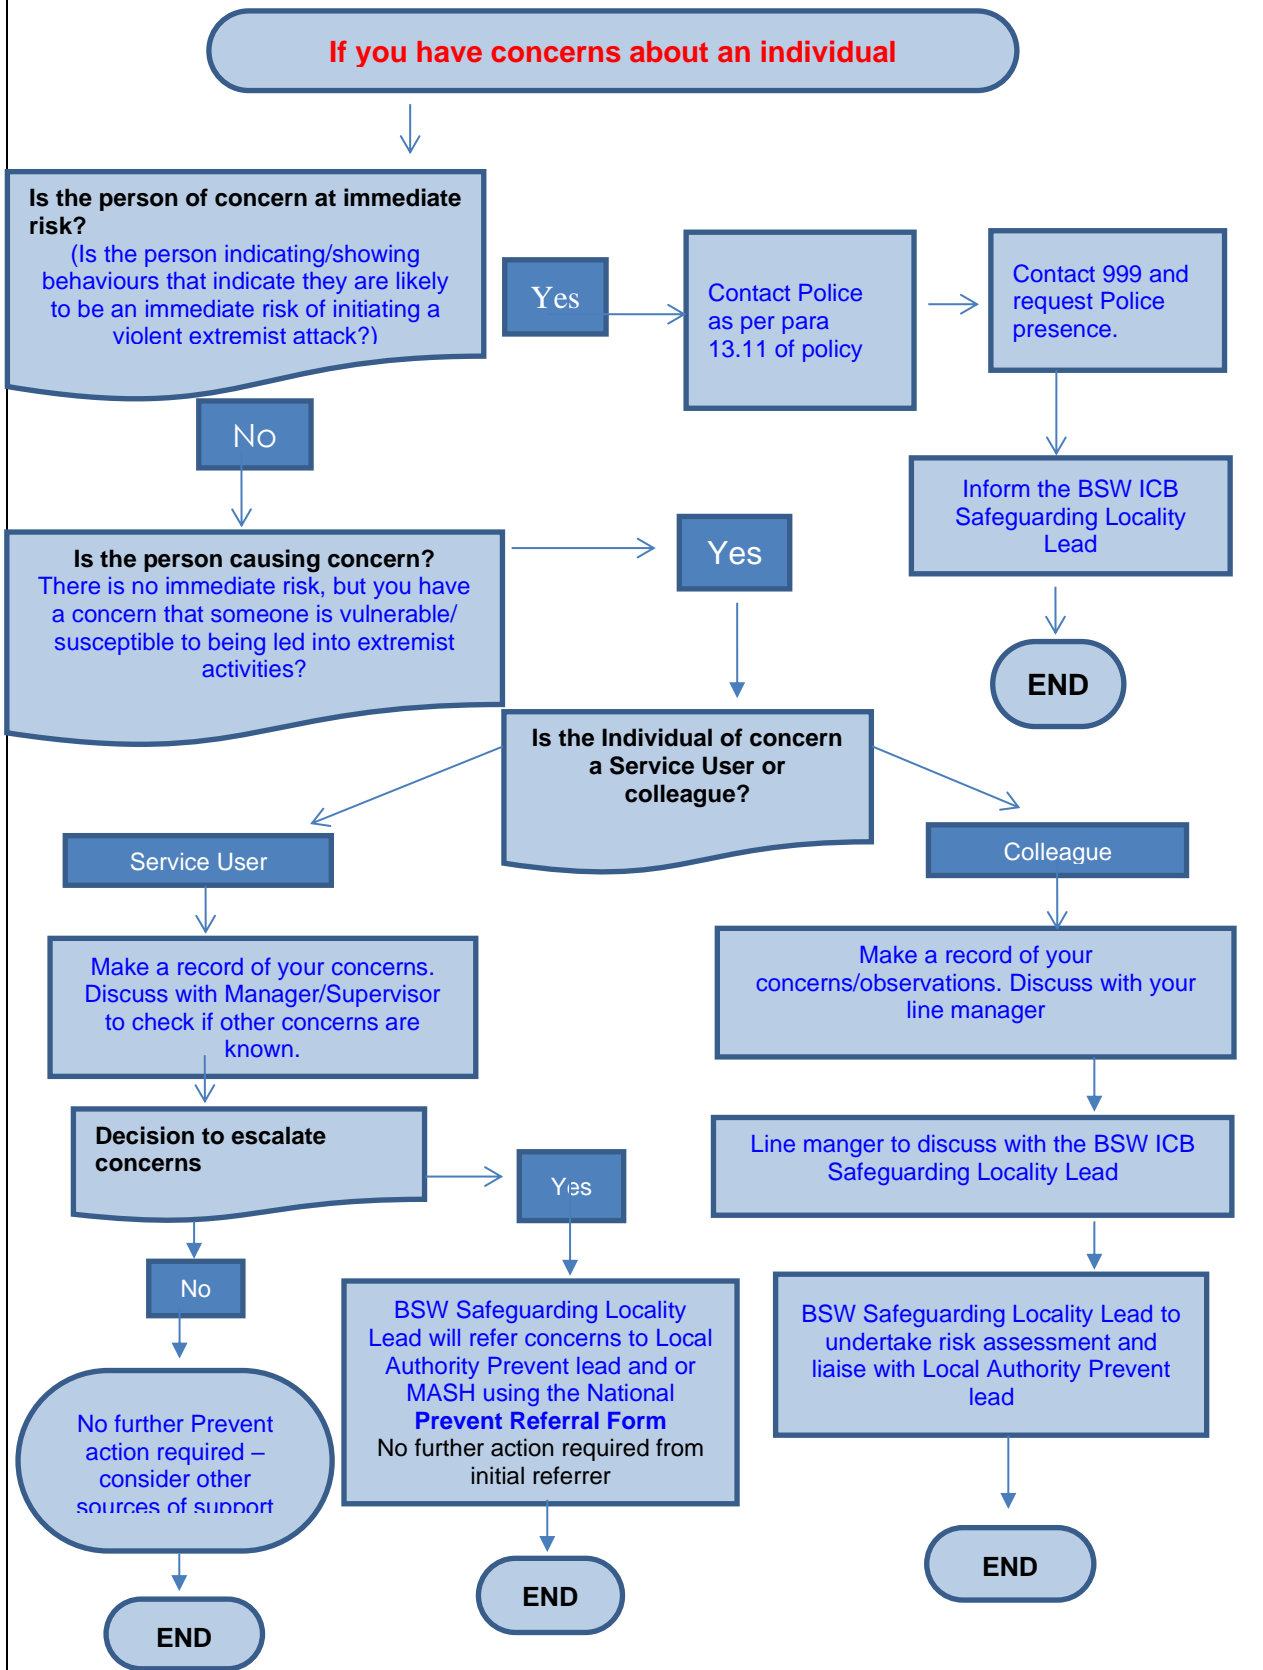 If you have concerns about an individual
Is the person of concern at immediate
risk?
(Is the person indicating/showing
behaviours that indicate they are likely
to be an immediate risk of initiating a
violent extremist attack?)
Yes
Contact Police
as per para
13.11 of policy
Contact 999 and
request Police
presence.
No
Inform the BSW ICB
Safeguarding Locality
Lead
END
Is the person causing concern?
There is no immediate risk, but you have
a concern that someone is vulnerable/
susceptible to being led into extremist
activities?
Yes
Is the Individual of concern
a Service User or
colleague?
Service User
Colleague
Make a record of your concerns.
Discuss with Manager/Supervisor
to check if other concerns are
known.
Make a record of your
concerns/observations. Discuss with your
line manager
Decision to escalate
concerns
Yes
Line manger to discuss with the BSW ICB
Safeguarding Locality Lead
No
BSW Safeguarding Locality
Lead will refer concerns to Local
Authority Prevent lead and or
MASH using the National
Prevent Referral Form
No further action required from
initial referrer
BSW Safeguarding Locality Lead to
undertake risk assessment and
liaise with Local Authority Prevent
lead
No further Prevent
action required –
consider other
sources of support
END
END
END